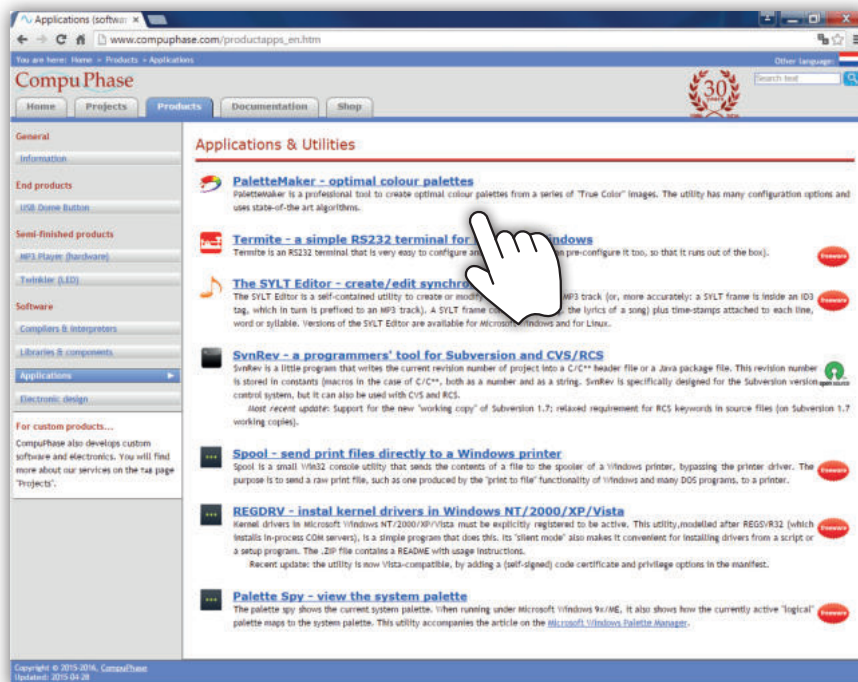 Applications (softwar
www.compuphase.com/productapps_en.htm
You are here: Home > Products > Applications
Other language:
CompuPhase
30
years
Search text
Home
Projects
Products
Documentation
Shop
General
Information
End products
USB Dome Button
Semi-finished products
MP3 Player (hardware)
Twinkler (LED)
Software
Compilers & interpreters
Libraries & components
Applications
Electronic design
For custom products...
CompuPhase also develops custom
software and electronics. You will find
more about our services on the tab page
"Projects".
Applications & Utilities
PaletteMaker - optimal colour palettes
PaletteMaker is a professional tool to create optimal colour palettes from a series of "True Color" images. The utility has many configuration options and
uses state-of-the art algorithms.
Termite - a simple RS232 terminal for indows
Termite is an RS232 terminal that is very easy to configure an n pre-configure it too, so that it runs out of the box).
freeware
The SYLT Editor - create/edit synchro
The SYLT Editor is a self-contained utility to create or modify MP3 track (or, more accurately: a SYLT frame is inside an ID3
tag, which in turn is prefixed to an MP3 track). A SYLT frame co the lyrics of a song) plus time-stamps attached to each line,
word or syllable. Versions of the SYLT Editor are available for Microsoft Windows and for Linux.
freeware
SvnRev - a programmers' tool for Subversion and CVS/RCS
SvnRev is a little program that writes the current revision number of project into a C/C++ header file or a Java package file. This revision number
is stored in constants (macros in the case of C/C++, both as a number and as a string. SvnRev is specifically designed for the Subversion version
control system, but it can also be used with CVS and RCS.
Most recent update: Support for the new "working copy" of Subversion 1.7; relaxed requirement for RCS keywords in source files (on Subversion 1.7
working copies).
open source
Spool - send print files directly to a Windows printer
Spool is a small Win32 console utility that sends the contents of a file to the spooler of a Windows printer, bypassing the printer driver. The
purpose is to send a raw print file, such as one produced by the "print to file" functionality of Windows and many DOS programs, to a printer.
freeware
REGDRV - instal kernel drivers in Windows NT/2000/XP/Vista
Kernel drivers in Microsoft Windows NT/2000/XP/Vista must be explicitly registered to be active. This utility,modelled after REGSVR32 (which
installs in-process COM servers), is a simple program that does this. Its "silent mode" also makes it convenient for installing drivers from a script or
a setup program. The .ZIP file contains a README with usage instructions.
Recent update: the utility is now Vista-compatible, by adding a (self-signed) code certificate and privilege options in the manifest.
freeware
Palette Spy - view the system palette
The palette spy shows the current system palette. When running under Microsoft Windows 9x/ME, it also shows how the currently active "logical"
palette maps to the system palette. This utility accompanies the article on the Microsoft Windows Palette Manager.
freeware
Copyright © 2015-2016, CompuPhase
Updated: 2015-04-28